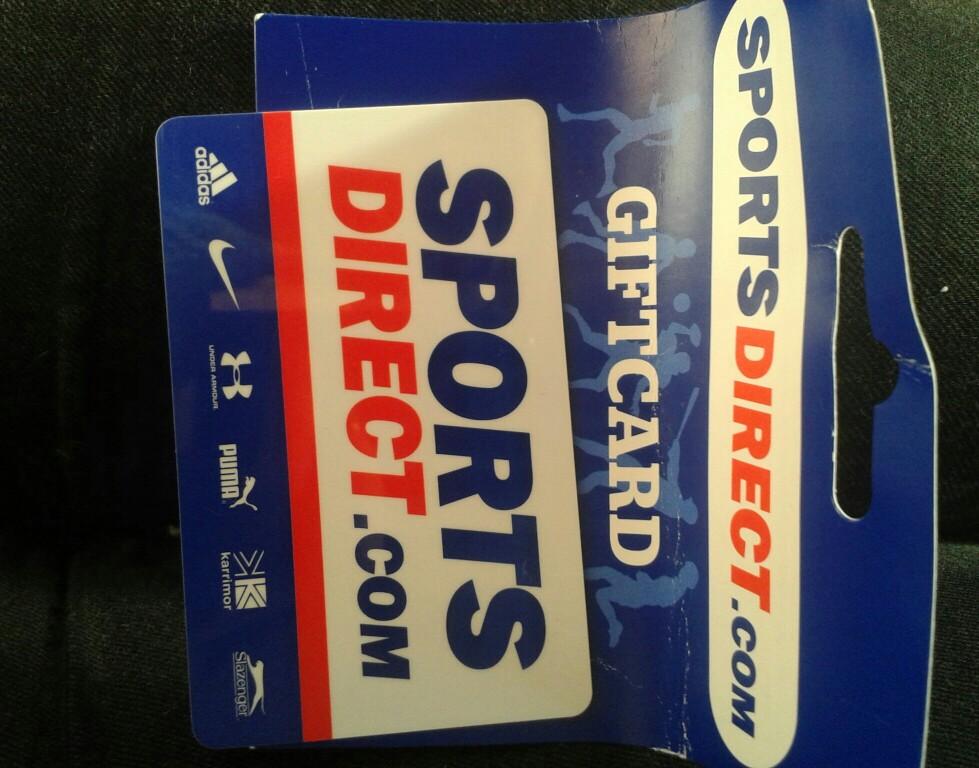 SPORTSDIRECT.COM
GIFTCARD
SPORTS
DIRECT.COM
adidas
UNDER ARMOUR
PUMA
karrimor
Slazenger